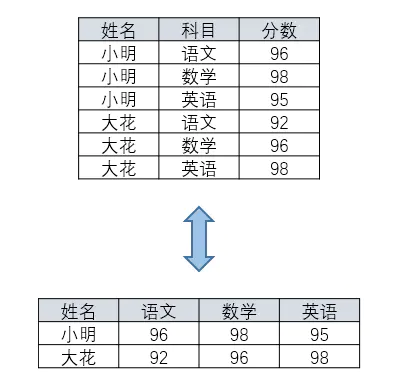 姓名 科目 分数
小明 语文 96
小明 数学 98
小明 英语 95
大花 语文 92
大花 数学 96
大花 英语 98
姓名 语文 数学 英语
小明 96 98 95
大花 92 96 98